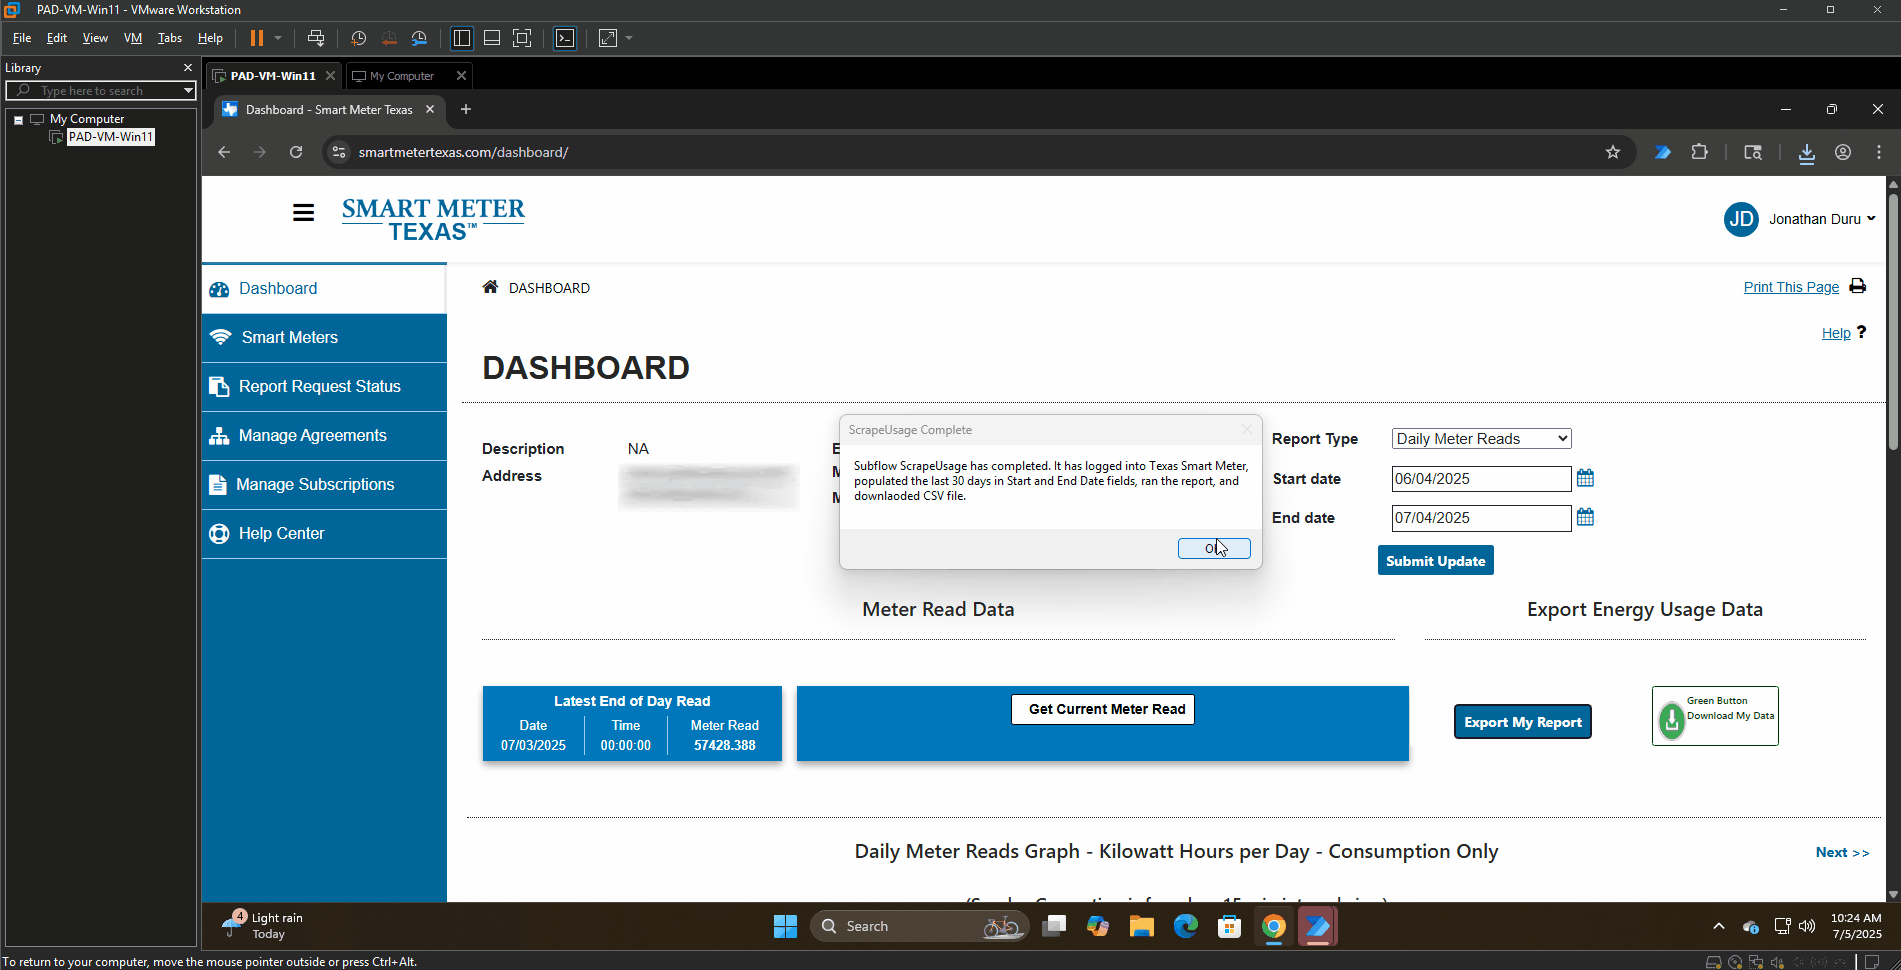 PAD-VM-Win11 - VMware Workstation
File Edit View VM Tabs Help
Library
Type here to search
My Computer
PAD-VM-Win11
PAD-VM-Win11
My Computer
Dashboard - Smart Meter Texas
smartmetertexas.com/dashboard/
SMART METER
TEXAS™
JD
Jonathan Duru
Dashboard
Smart Meters
Report Request Status
Manage Agreements
Manage Subscriptions
Help Center
DASHBOARD
Print This Page
Help ?
DASHBOARD
Description NA
Address
E
M
M
ScrapeUsage Complete
Subflow ScrapeUsage has completed. It has logged into Texas Smart Meter,
populated the last 30 days in Start and End Date fields, ran the report, and
downlaoded CSV file.
Report Type Daily Meter Reads
Start date 06/04/2025
End date 07/04/2025
Submit Update
Meter Read Data
Export Energy Usage Data
Latest End of Day Read
Date Time Meter Read
07/03/2025 00:00:00 57428.388
Get Current Meter Read
Export My Report
Green Button
Download My Data
Daily Meter Reads Graph - Kilowatt Hours per Day - Consumption Only
Next >>
4
Light rain
Today
Search
10:24 AM
7/5/2025
To return to your computer, move the mouse pointer outside or press Ctrl+Alt.